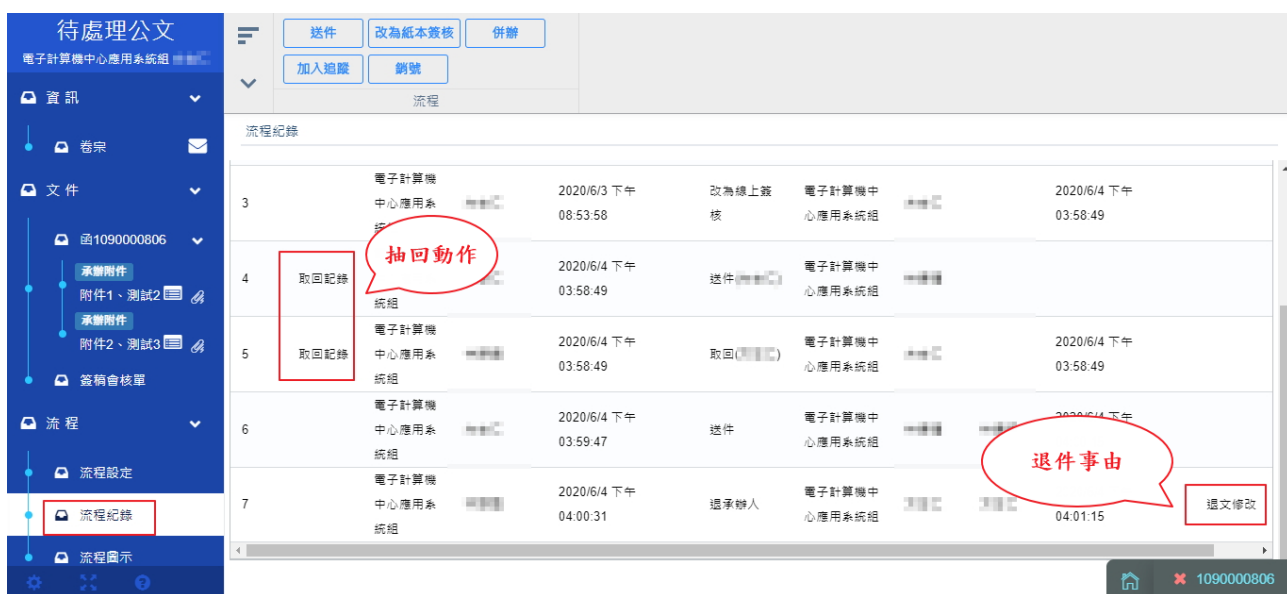 待處理公文
電子計算機中心應用系統組
資訊
卷宗
文件
函1090000806
承辦附件
附件1、測試2
承辦附件
附件2、測試3
簽稿會核單
流程
流程設定
流程紀錄
流程圖示
送件 改為紙本簽核 併辦
加入追蹤 銷號
流程
流程紀錄
3 電子計算機中心應用系 2020/6/3 下午 08:53:58 改為線上簽核 電子計算機中心應用系統組 2020/6/4 下午 03:58:49
抽回動作
4 取回記錄 統組 2020/6/4 下午 03:58:49 送件 電子計算機中心應用系統組
5 取回記錄 電子計算機中心應用系統組 2020/6/4 下午 03:58:49 取回( ) 電子計算機中心應用系統組 2020/6/4 下午 03:58:49
6 電子計算機中心應用系統組 2020/6/4 下午 03:59:47 送件 電子計算機中心應用系統組
退件事由
7 電子計算機中心應用系統組 2020/6/4 下午 04:00:31 退承辦人 電子計算機中心應用系統組 04:01:15 退文修改
1090000806